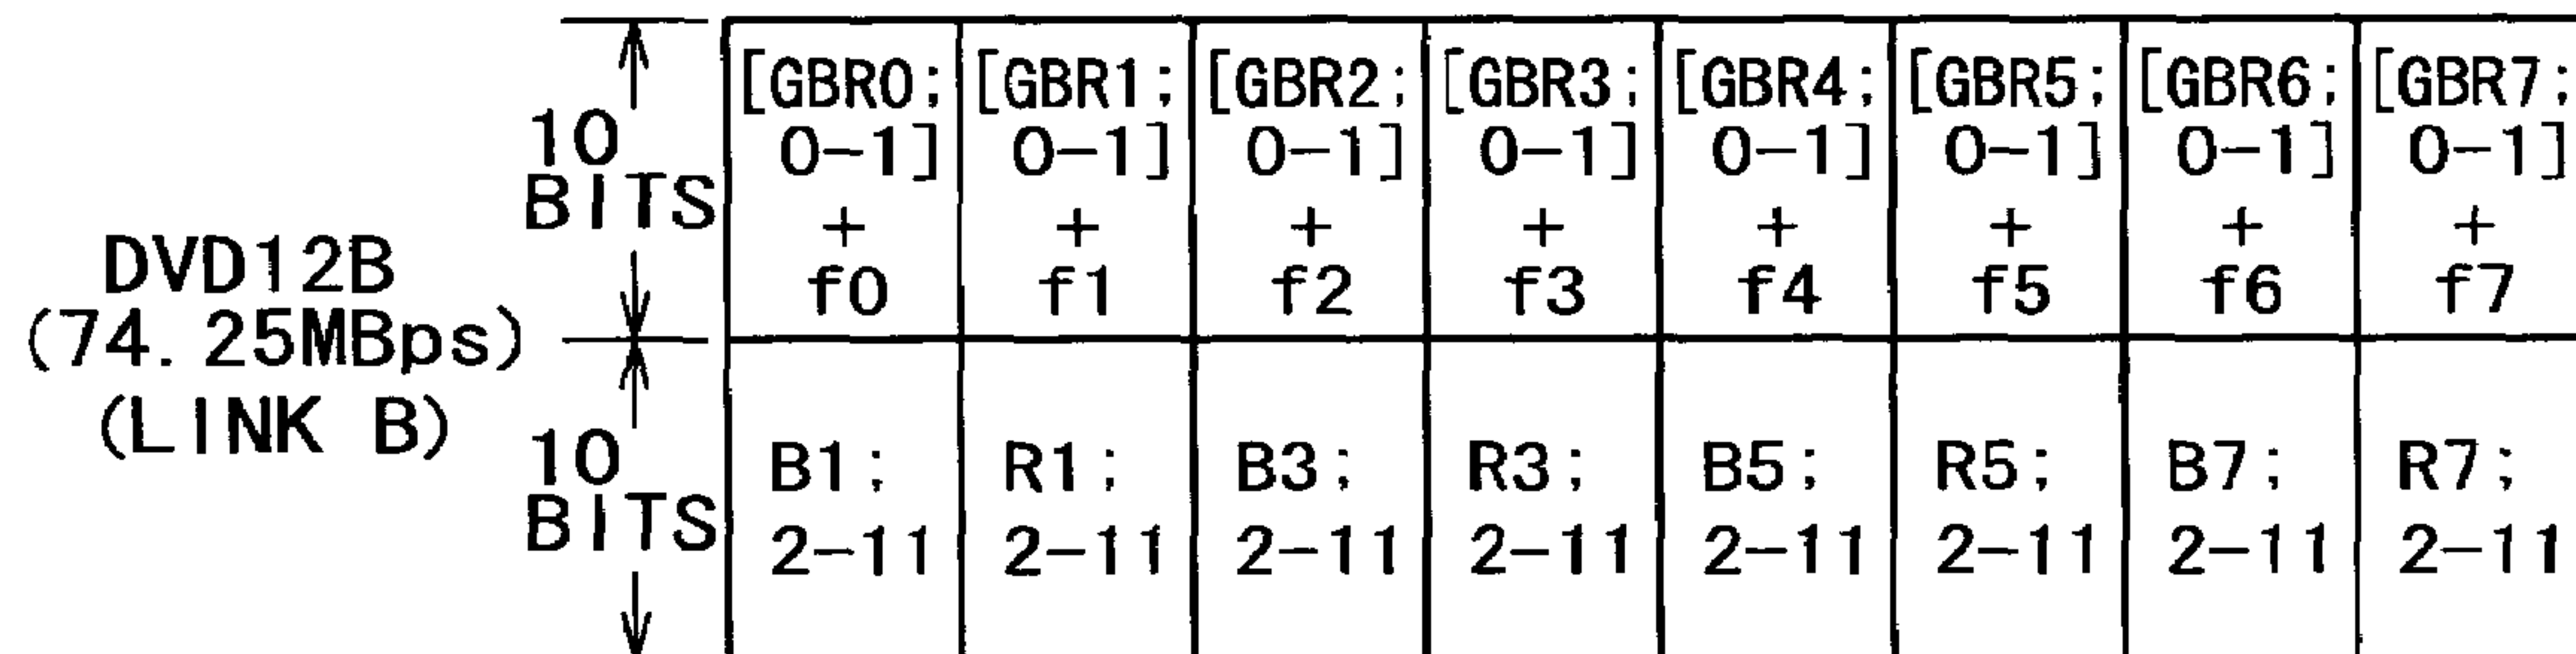 DVD12B
(74.25MBps)
(LINK B)
10
BITS
[GBR0; [GBR1; [GBR2; [GBR3; [GBR4; [GBR5; [GBR6; [GBR7;
0-1] 0-1] 0-1] 0-1] 0-1] 0-1] 0-1] 0-1]
+ + + + + + + +
f0 f1 f2 f3 f4 f5 f6 f7
10
BITS
B1; R1; B3; R3; B5; R5; B7; R7;
2-11 2-11 2-11 2-11 2-11 2-11 2-11 2-11